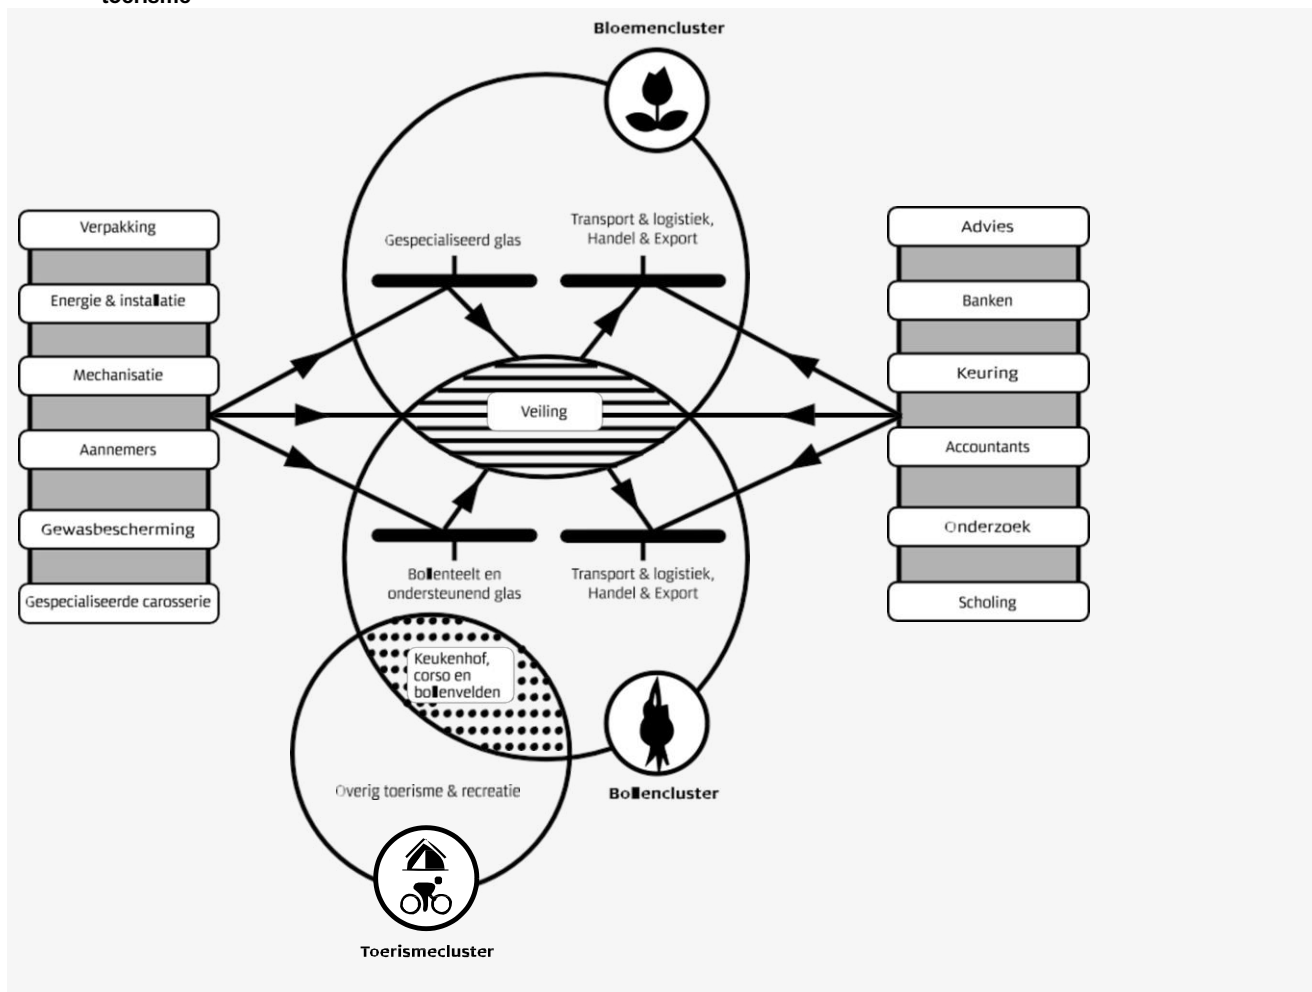 toerisme
Bloemencluster
Transport & logistiek,
Handel & Export
Gespecialiseerd glas
Verpakking
Energie & installatie
Mechanisatie
Aannemers
Gewasbescherming
Gespecialiseerde carosserie
Veiling
Advies
Banken
Keuring
Accountants
Onderzoek
Scholing
Bollenteelt en
ondersteunend glas
Transport & logistiek,
Handel & Export
Keukenhof,
corso en
bollenvelden
Overig toerisme & recreatie
Bollencluster
Toerismecluster